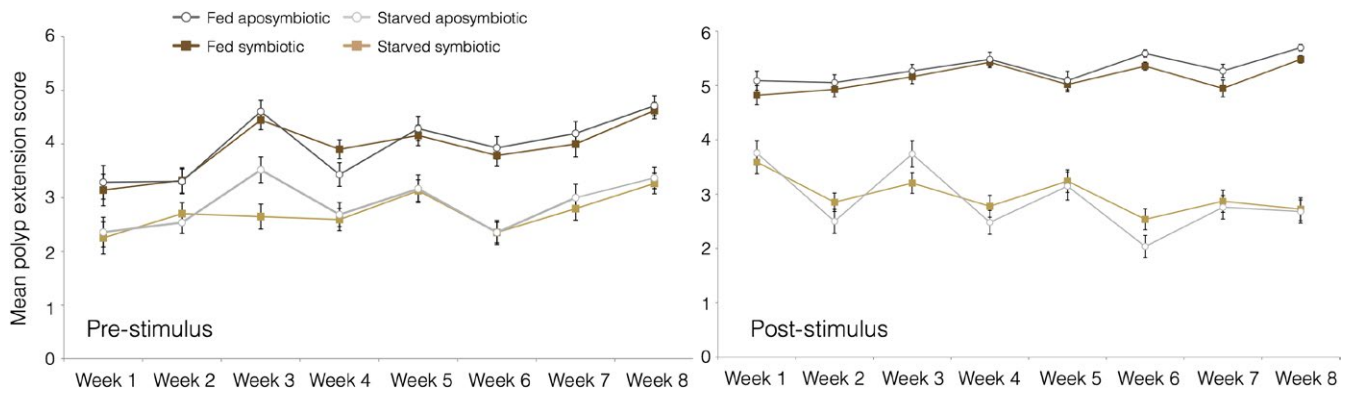 Fed aposymbiotic
Starved aposymbiotic
Fed symbiotic
Starved symbiotic
Mean polyp extension score
6
5
4
3
2
1
0
Pre-stimulus
Week 1 Week 2 Week 3 Week 4 Week 5 Week 6 Week 7 Week 8
6
5
4
3
2
1
0
Post-stimulus
Week 1 Week 2 Week 3 Week 4 Week 5 Week 6 Week 7 Week 8